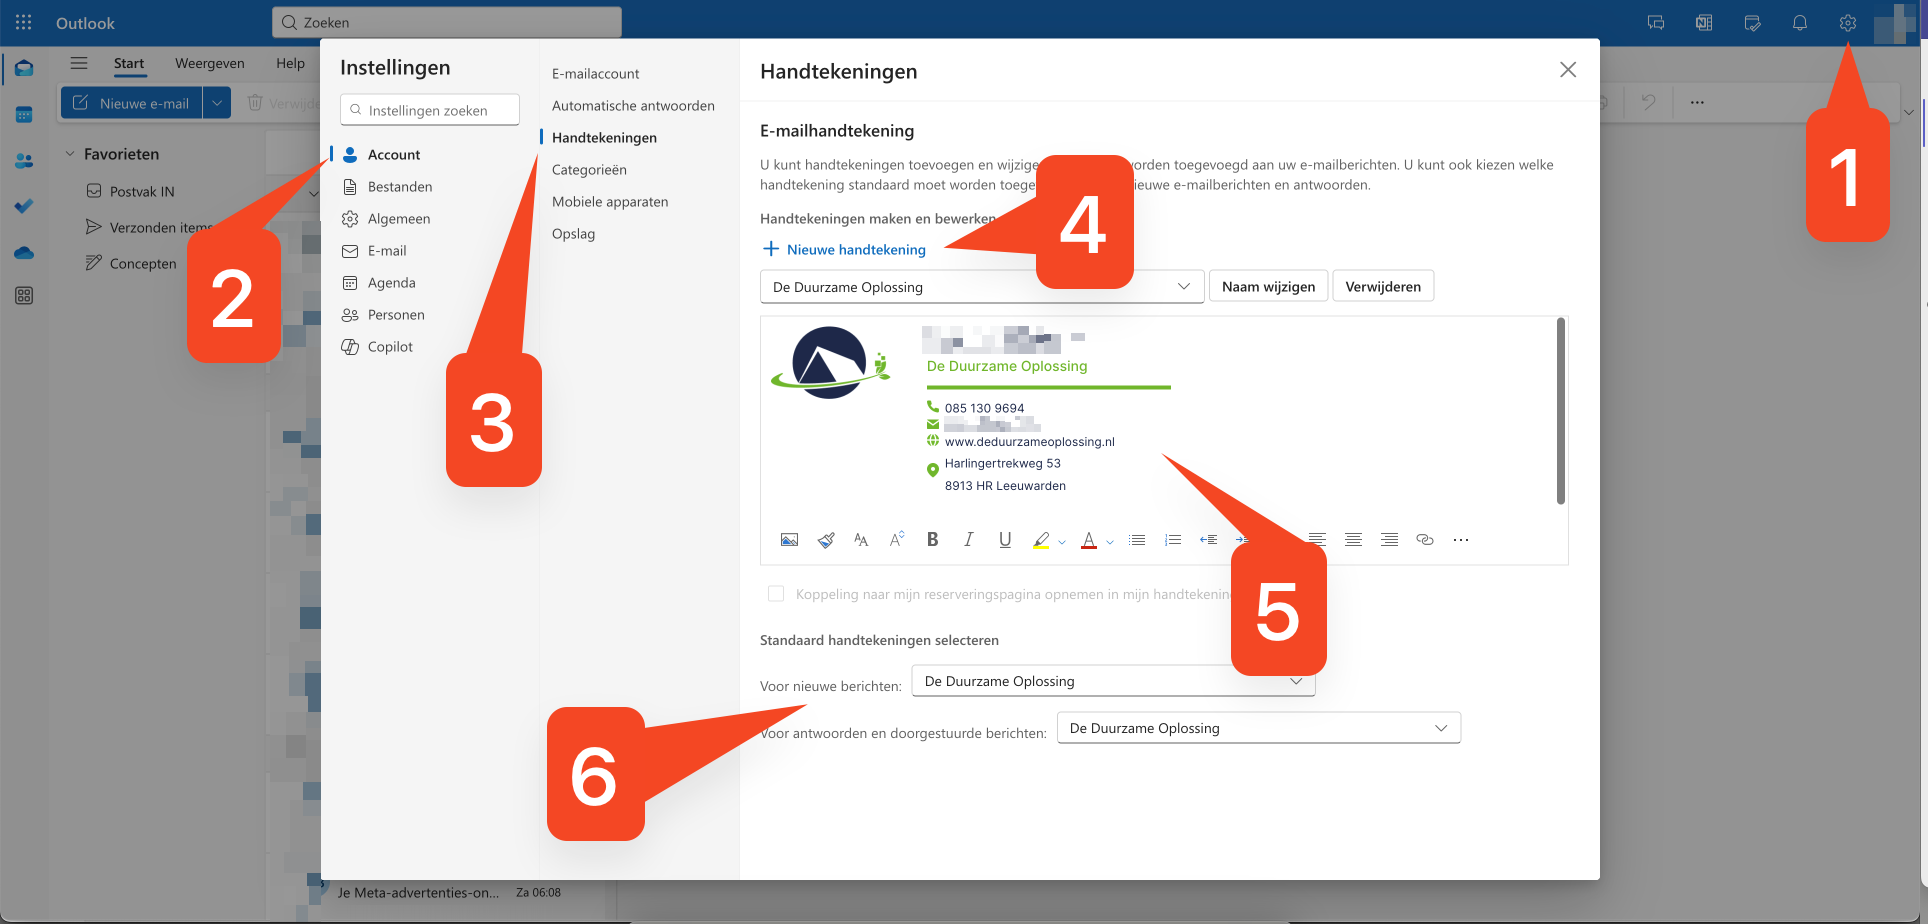 Outlook
Zoeken
Start
Weergeven
Help
Nieuwe e-mail
Favorieten
Postvak IN
Verzonden items
Concepten
Je Meta-advertenties-on...
Za 06:08
Instellingen
Instellingen zoeken
Account
Bestanden
Algemeen
E-mail
Agenda
Personen
Copilot
E-mailaccount
Automatische antwoorden
Handtekeningen
Categorieën
Mobiele apparaten
Opslag
Handtekeningen
E-mailhandtekening
U kunt handtekeningen toevoegen en orden toegevoegd aan uw e-mailberichten. U kunt ook kiezen welke
handtekening standaard moet worden ieuwe e-mailberichten en antwoorden.
Handtekeningen maken en bewerken
Nieuwe handtekening
De Duurzame Oplossing
Naam wijzigen
Verwijderen
De Duurzame Oplossing
085 130 9694
www.deduurzameoplossing.nl
Harlingertrekweg 53
8913 HR Leeuwarden
Koppeling naar mijn reserveringspagina opnemen in mijn handtekenin
Standaard handtekeningen selecteren
Voor nieuwe berichten:
De Duurzame Oplossing
Voor antwoorden en doorgestuurde berichten:
De Duurzame Oplossing
1
2
3
4
5
6